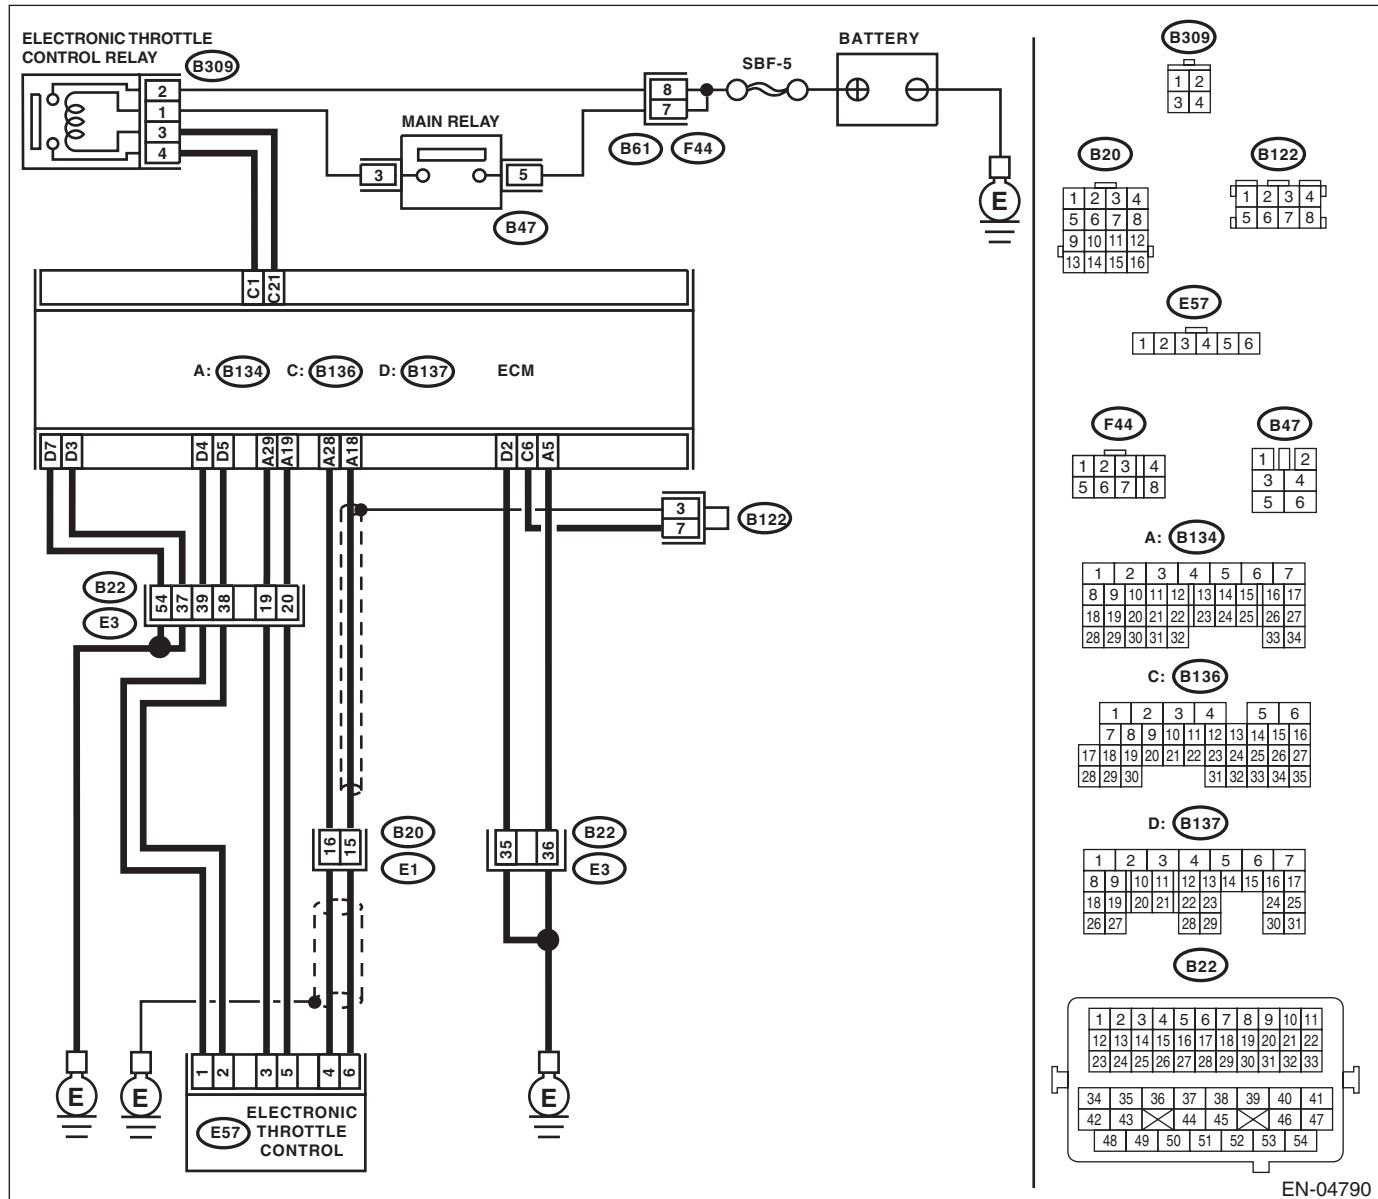 ELECTRONIC THROTTLE
CONTROL RELAY
B309
2
1
3
4
MAIN RELAY
3
5
B47
8
7
B61
F44
SBF-5
BATTERY
E
C1
C21
A: B134 C: B136 D: B137 ECM
D7
D3
D4
D5
A29
A19
A28
A18
D2
C6
A5
3
7
B122
B22
E3
54
37
39
38
19
20
16
15
B20
E1
35
36
B22
E3
E
E
E
1
2
3
5
4
6
E57
ELECTRONIC
THROTTLE
CONTROL
B309
1 2
3 4
B20
1 2 3 4
5 6 7 8
9 10 11 12
13 14 15 16
B122
1 2 3 4
5 6 7 8
E57
1 2 3 4 5 6
F44
1 2 3 4
5 6 7 8
B47
1 2
3 4
5 6
A: B134
1 2 3 4 5 6 7
8 9 10 11 12 13 14 15 16 17
18 19 20 21 22 23 24 25 26 27
28 29 30 31 32 33 34
C: B136
1 2 3 4 5 6
7 8 9 10 11 12 13 14 15 16
17 18 19 20 21 22 23 24 25 26 27
28 29 30 31 32 33 34 35
D: B137
1 2 3 4 5 6 7
8 9 10 11 12 13 14 15 16 17
18 19 20 21 22 23 24 25
26 27 28 29 30 31
B22
1 2 3 4 5 6 7 8 9 10 11
12 13 14 15 16 17 18 19 20 21 22
23 24 25 26 27 28 29 30 31 32 33
34 35 36 37 38 39 40 41
42 43 44 45 46 47
48 49 50 51 52 53 54
EN-04790